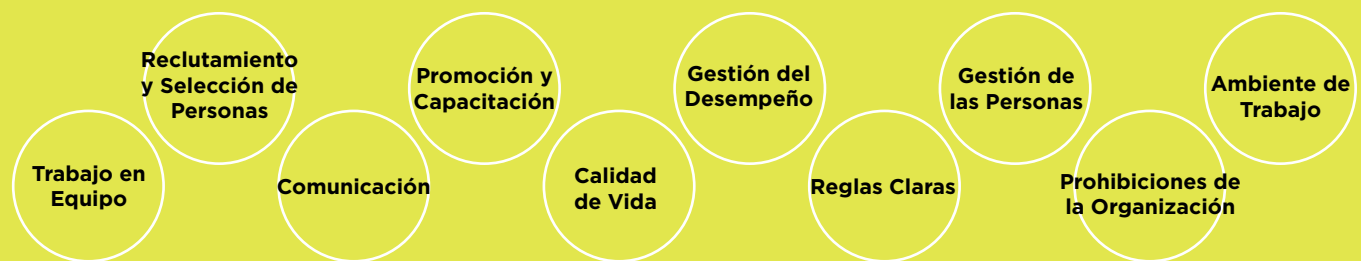 Trabajo en
Equipo
Reclutamiento
y Selección de
Personas
Comunicación
Promoción y
Capacitación
Calidad
de Vida
Gestión del
Desempeño
Reglas Claras
Gestión de
las Personas
Prohibiciones de
la Organización
Ambiente de
Trabajo